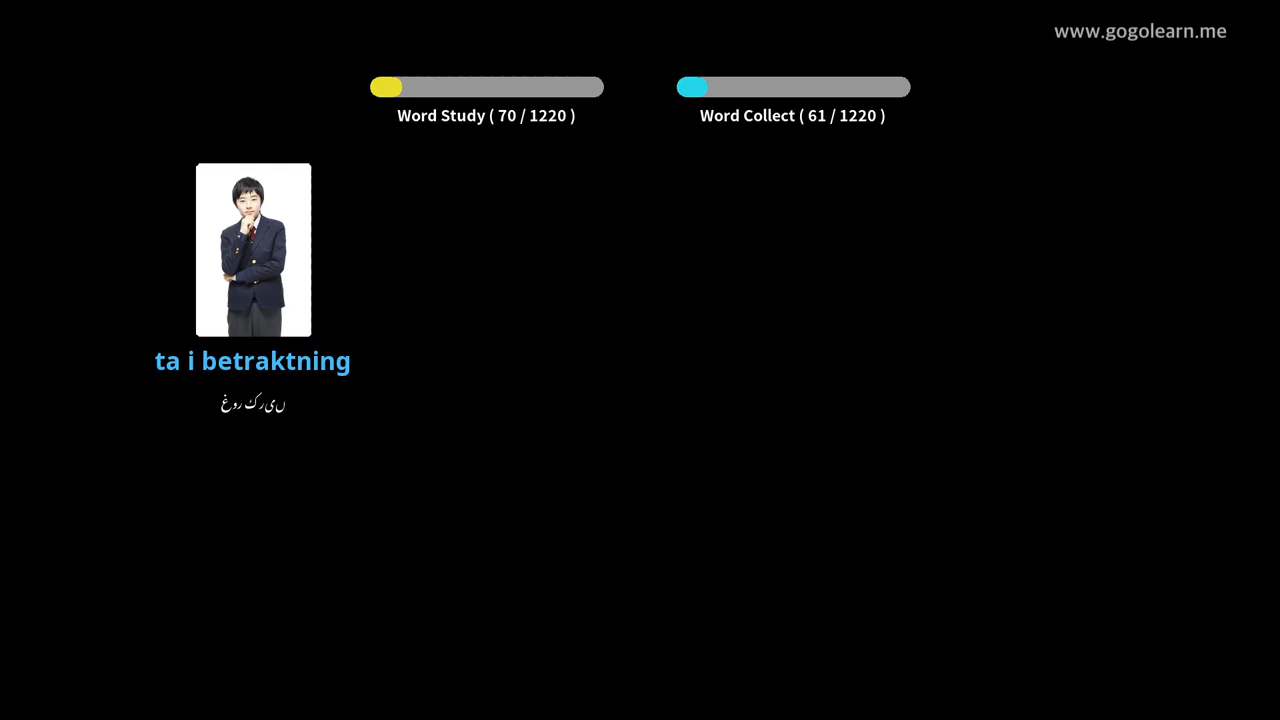 www.gogolearn.me
Word Study ( 70 / 1220 )
Word Collect ( 61 / 1220 )
ta i betraktning
غور کریں